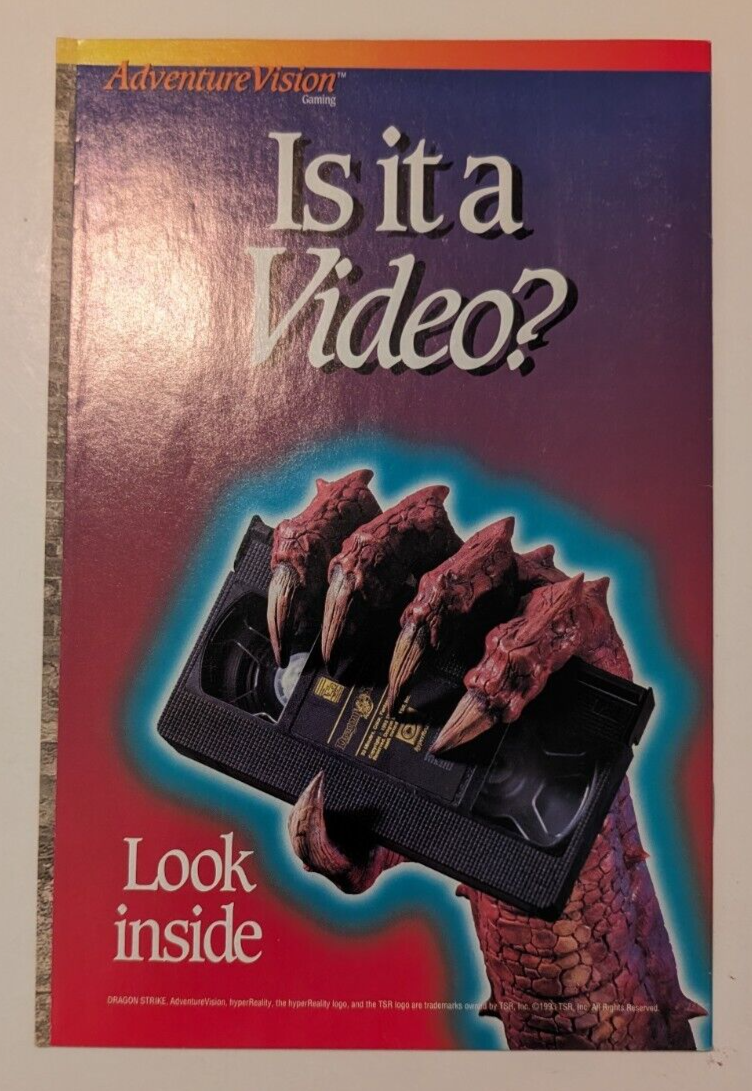 AdventureVision™
Gaming
Is it a
Video?
Look
inside
DRAGON STRIKE, AdventureVision, hyperReality, the hyperReality logo, and the TSR logo are trademarks owned by TSR, Inc. ©1993 TSR, Inc. All Rights Reserved.